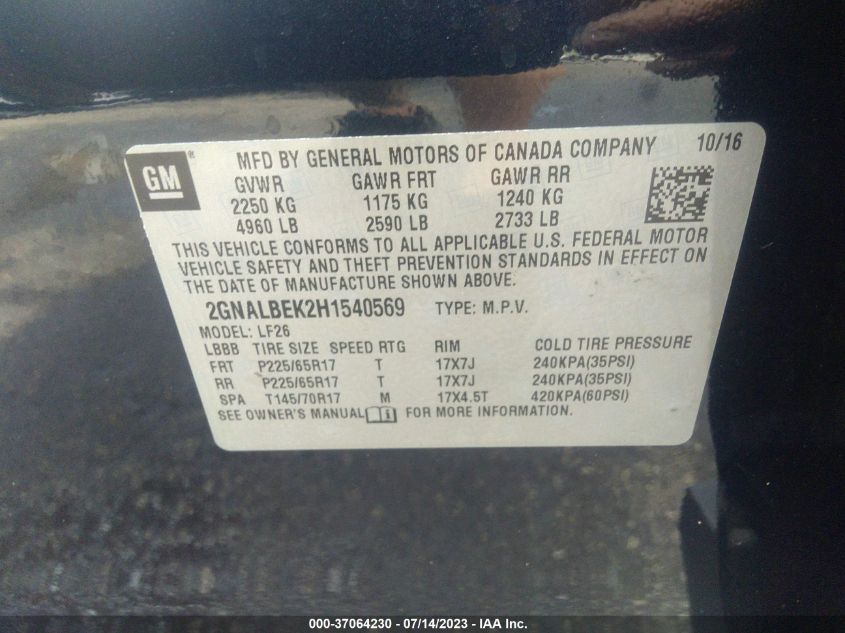 GM® MFD BY GENERAL MOTORS OF CANADA COMPANY 10/16
GVWR GAWR FRT GAWR RR
2250 KG 1175 KG 1240 KG
4960 LB 2590 LB 2733 LB
THIS VEHICLE CONFORMS TO ALL APPLICABLE U.S. FEDERAL MOTOR
VEHICLE SAFETY AND THEFT PREVENTION STANDARDS IN EFFECT ON
THE DATE OF MANUFACTURE SHOWN ABOVE.
2GNALBEK2H1540569 TYPE: M.P.V.
MODEL: LF26
LBBB TIRE SIZE SPEED RTG RIM COLD TIRE PRESSURE
FRT P225/65R17 T 17X7J 240KPA(35PSI)
RR P225/65R17 T 17X7J 240KPA(35PSI)
SPA T145/70R17 M 17X4.5T 420KPA(60PSI)
SEE OWNER'S MANUAL FOR MORE INFORMATION.
000-37064230 - 07/14/2023 - IAA Inc.